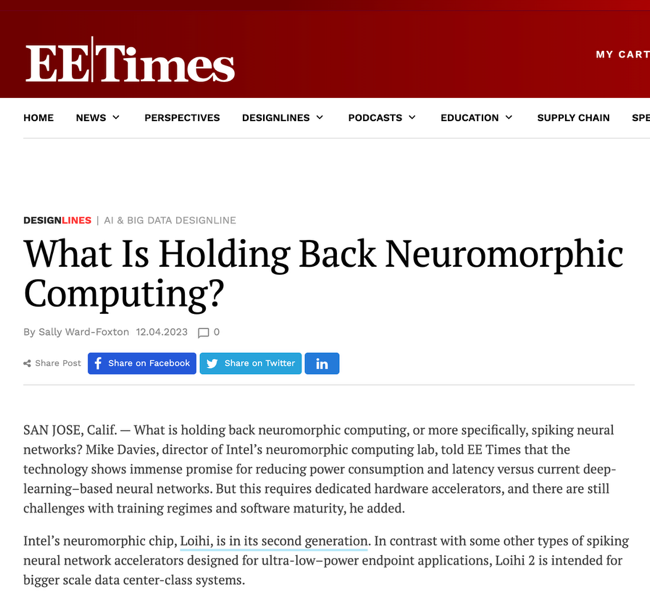 EE Times
MY CART
HOME NEWS PERSPECTIVES DESIGNLINES PODCASTS EDUCATION SUPPLY CHAIN SPE
DESIGNLINES | AI & BIG DATA DESIGNLINE
What Is Holding Back Neuromorphic
Computing?
By Sally Ward-Foxton 12.04.2023 0
Share Post Share on Facebook Share on Twitter in
SAN JOSE, Calif. — What is holding back neuromorphic computing, or more specifically, spiking neural
networks? Mike Davies, director of Intel’s neuromorphic computing lab, told EE Times that the
technology shows immense promise for reducing power consumption and latency versus current deep-
learning–based neural networks. But this requires dedicated hardware accelerators, and there are still
challenges with training regimes and software maturity, he added.
Intel’s neuromorphic chip, Loihi, is in its second generation. In contrast with some other types of spiking
neural network accelerators designed for ultra-low–power endpoint applications, Loihi 2 is intended for
bigger scale data center-class systems.